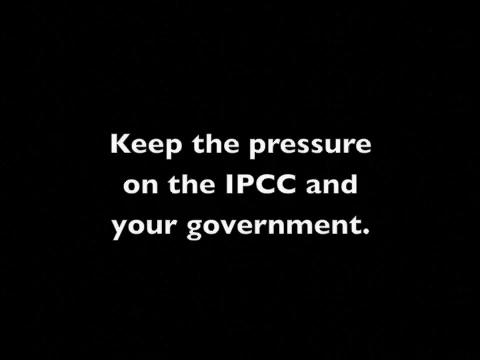 Keep the pressure
on the IPCC and
your government.